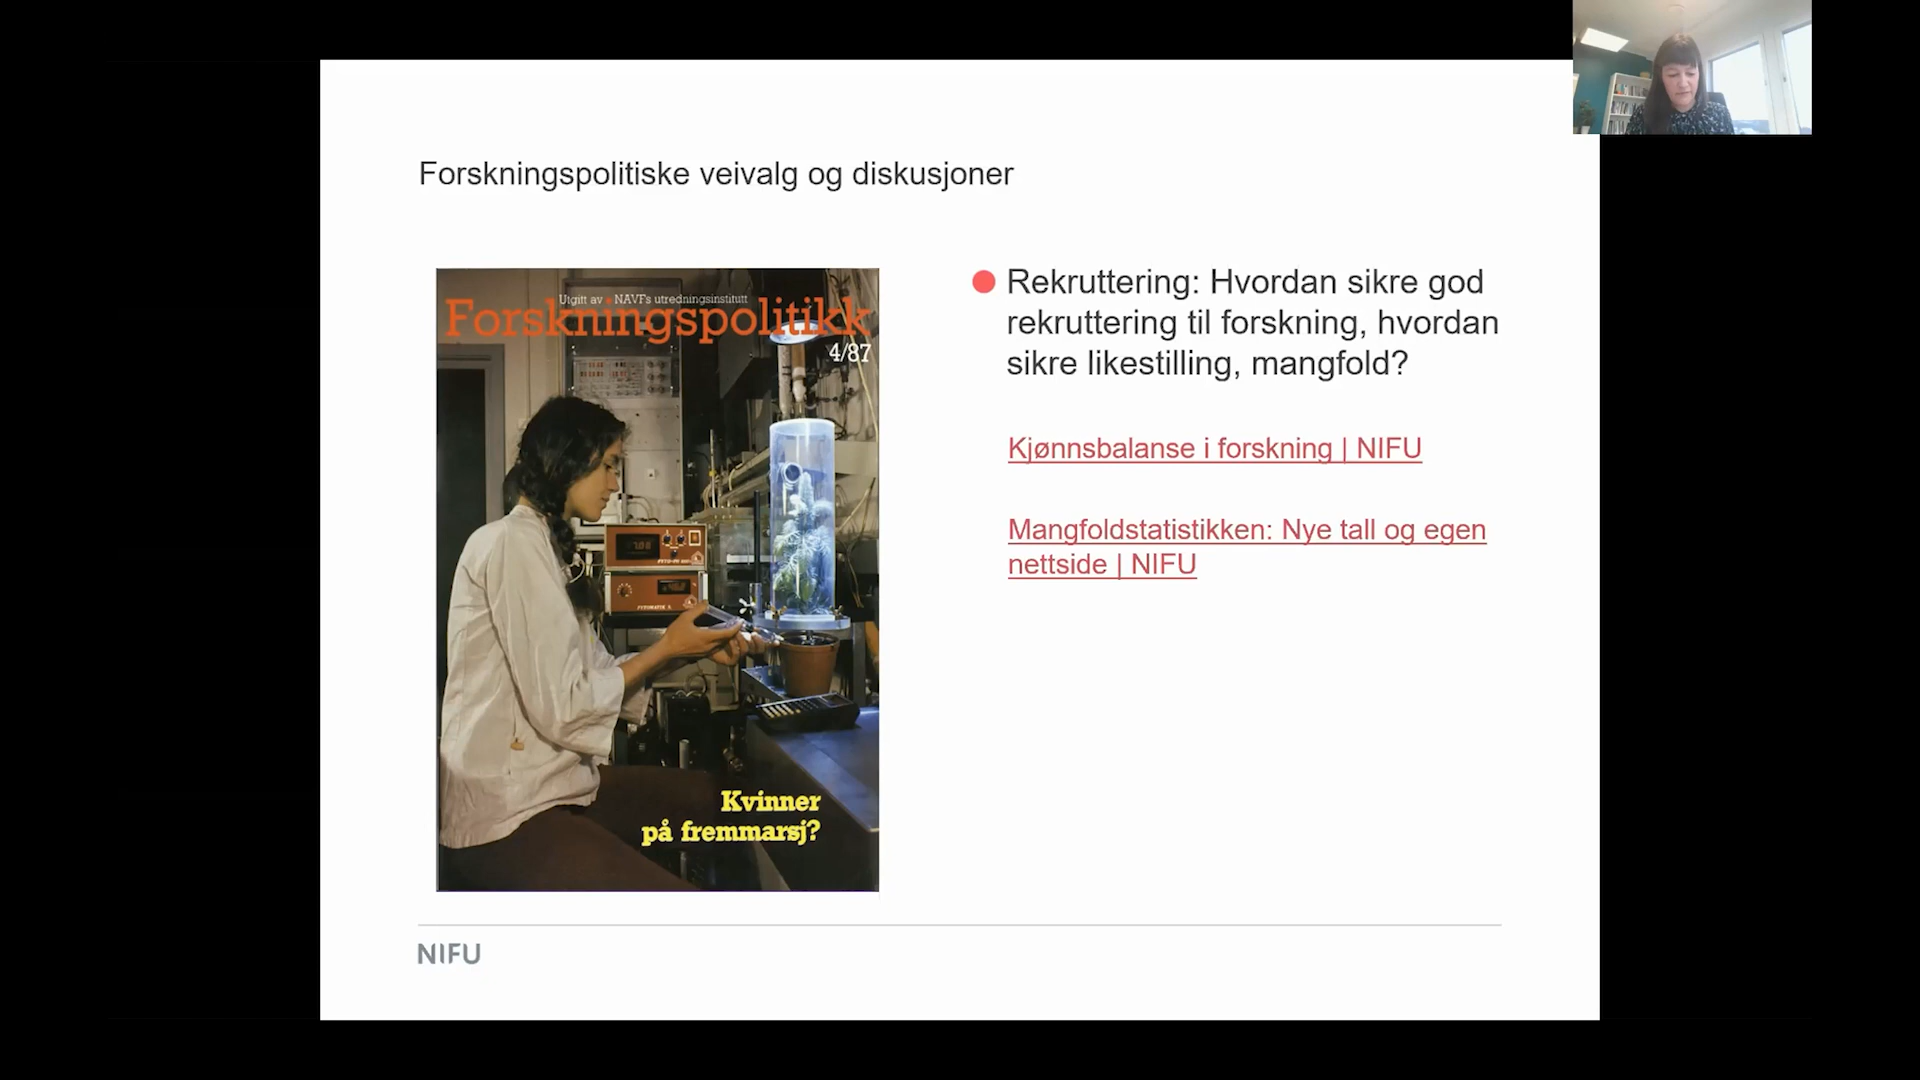 Forskningspolitiske veivalg og diskusjoner
Utgitt av NAVFs utredningsinstitutt
Forskningspolitikk
4/87
Kvinner
på fremmarsj?
Rekruttering: Hvordan sikre god
rekruttering til forskning, hvordan
sikre likestilling, mangfold?
Kjønnsbalanse i forskning | NIFU
Mangfoldstatistikken: Nye tall og egen
nettside | NIFU
NIFU